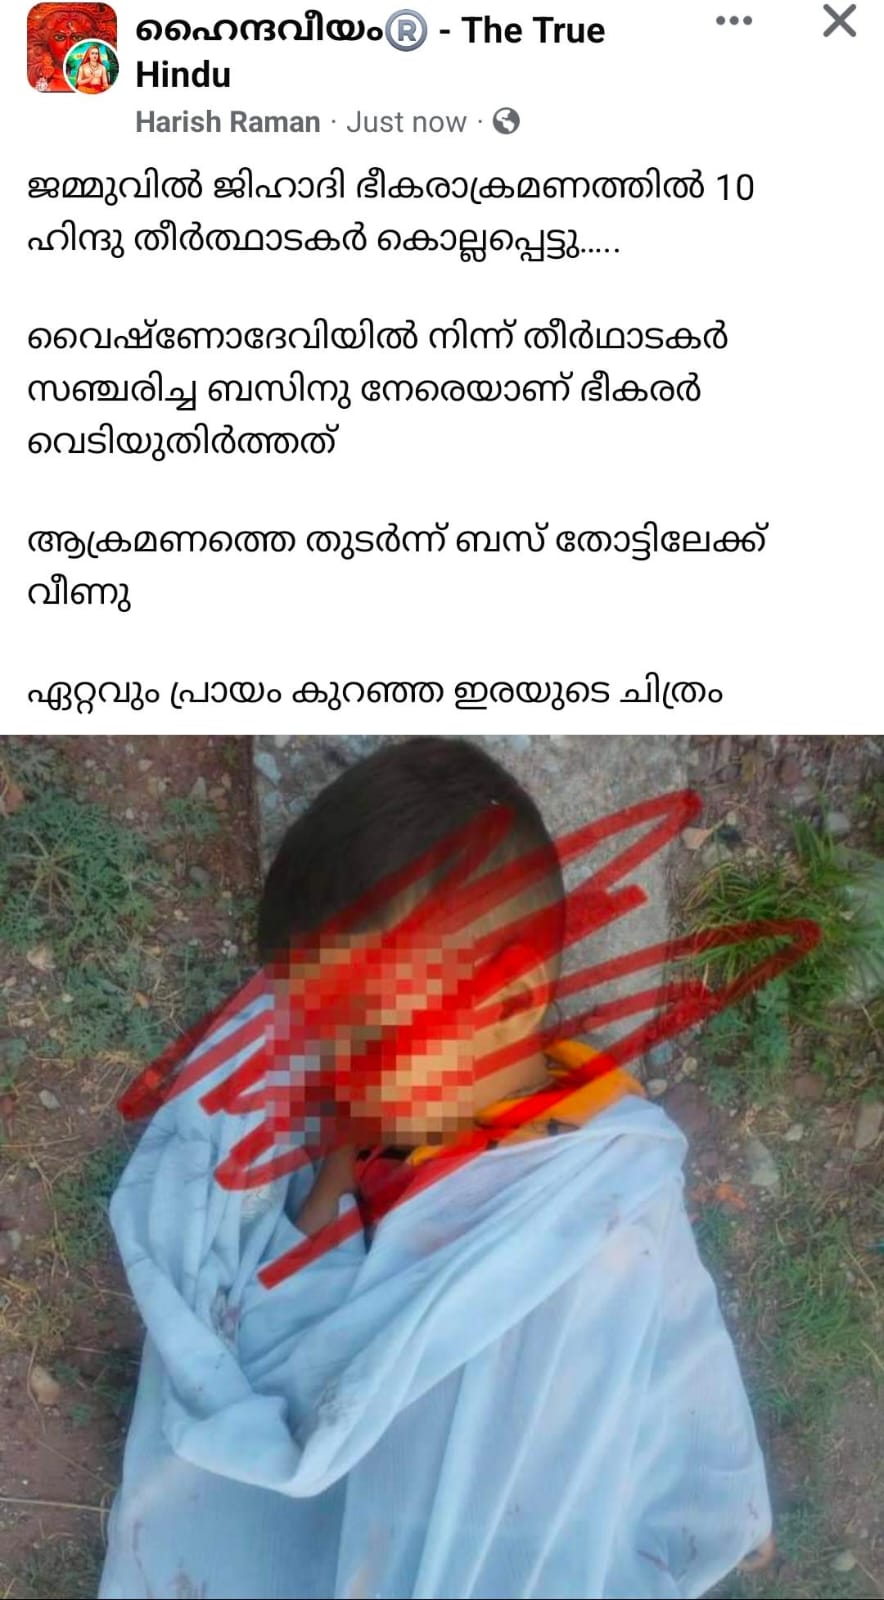 ഹൈന്ദവീയം® - The True
Hindu
Harish Raman · Just now ·
ജമ്മുവിൽ ജിഹാദി ഭീകരാക്രമണത്തിൽ 10
ഹിന്ദു തീർത്ഥാടകർ കൊല്ലപ്പെട്ടു.....
വൈഷ്ണോദേവിയിൽ നിന്ന് തീർഥാടകർ
സഞ്ചരിച്ച ബസിനു നേരെയാണ് ഭീകരർ
വെടിയുതിർത്തത്
ആക്രമണത്തെ തുടർന്ന് ബസ് തോട്ടിലേക്ക്
വീണു
ഏറ്റവും പ്രായം കുറഞ്ഞ ഇരയുടെ ചിത്രം